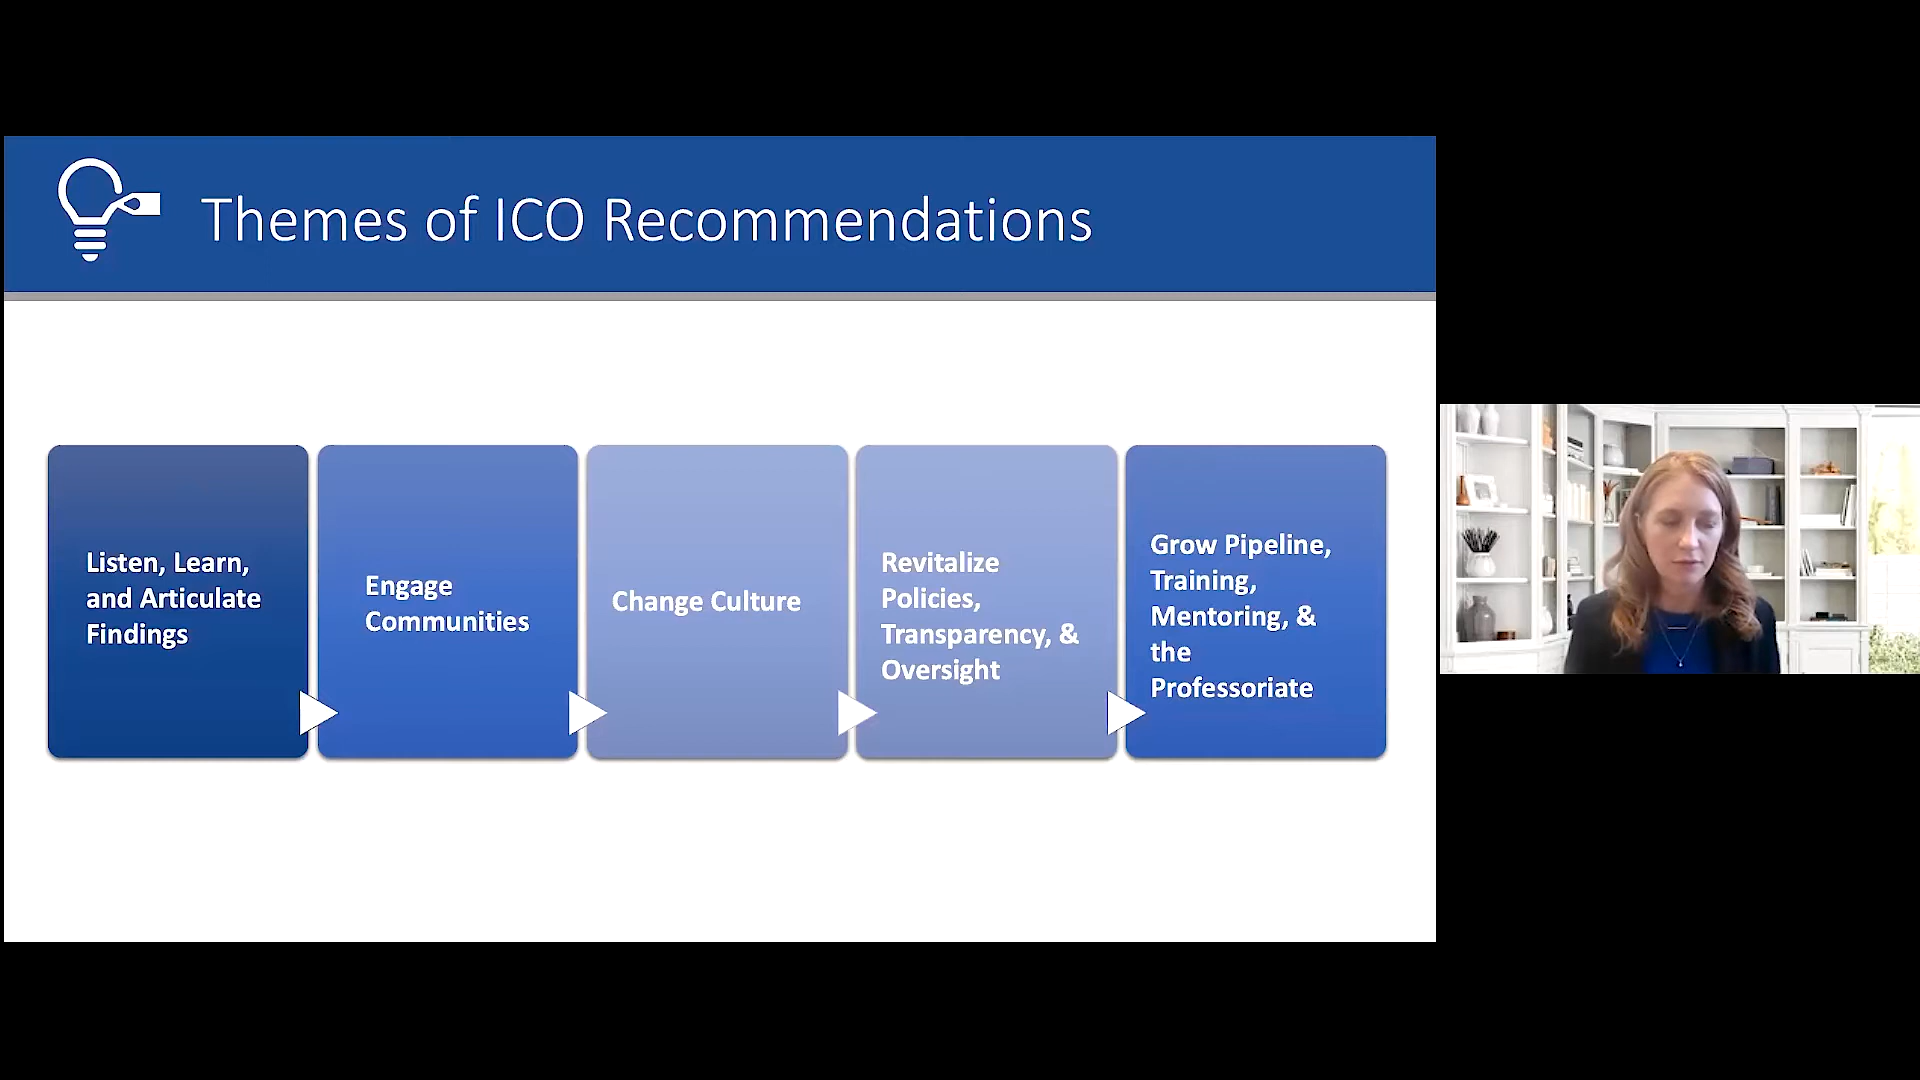 Themes of ICO Recommendations
Listen, Learn,
and Articulate
Findings
Engage
Communities
Change Culture
Revitalize
Policies,
Transparency, &
Oversight
Grow Pipeline,
Training,
Mentoring, &
the
Professoriate